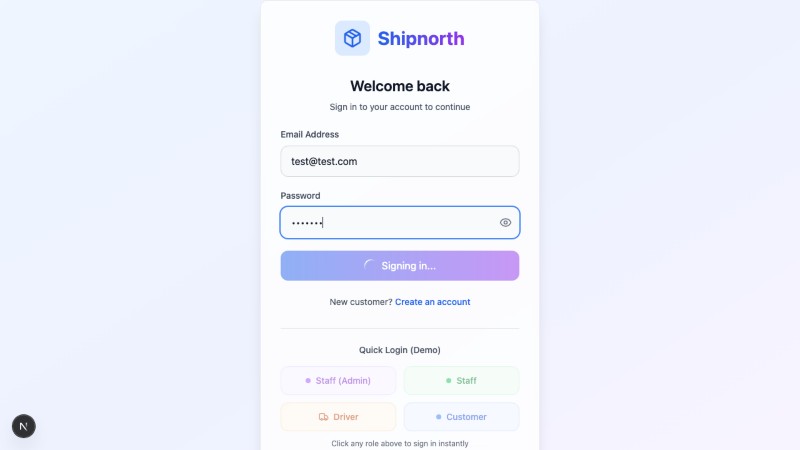 Shipnorth
Welcome back
Sign in to your account to continue
Email Address
test@test.com
Password
•••••••
Signing in...
New customer? Create an account
Quick Login (Demo)
Staff (Admin)
Staff
Driver
Customer
Click any role above to sign in instantly
N